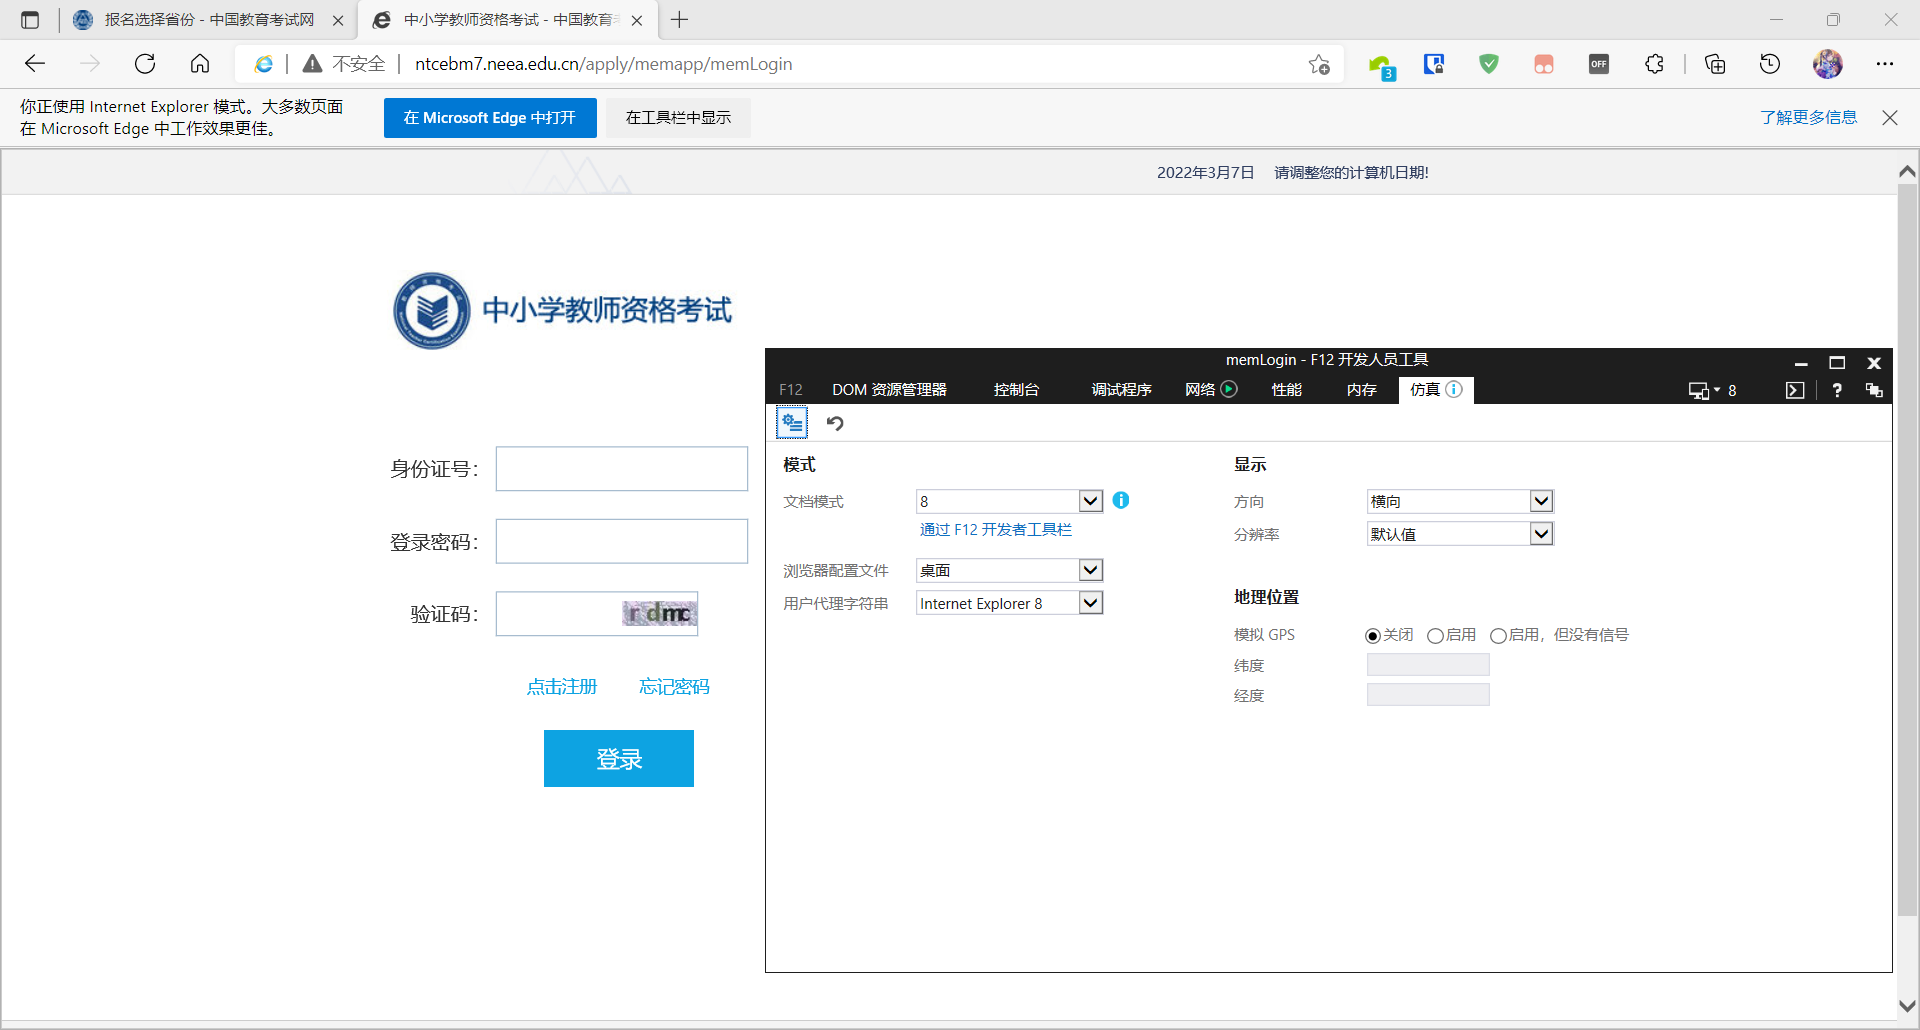 报名选择省份 - 中国教育考试网
中小学教师资格考试 - 中国教育
不安全
ntcebm7.neea.edu.cn/apply/memapp/memLogin
3
OFF
你正使用 Internet Explorer 模式。大多数页面
在 Microsoft Edge 中工作效果更佳。
在 Microsoft Edge 中打开
在工具栏中显示
了解更多信息
2022年3月7日 请调整您的计算机日期!
中小学教师资格考试
身份证号：
登录密码：
验证码：
点击注册 忘记密码
登录
memLogin - F12 开发人员工具
F12 DOM 资源管理器 控制台 调试程序 网络 性能 内存 仿真 8 ?
模式
文档模式 8
通过 F12 开发者工具栏
浏览器配置文件 桌面
用户代理字符串 Internet Explorer 8
显示
方向 横向
分辨率 默认值
地理位置
模拟 GPS 关闭 启用 启用，但没有信号
纬度
经度